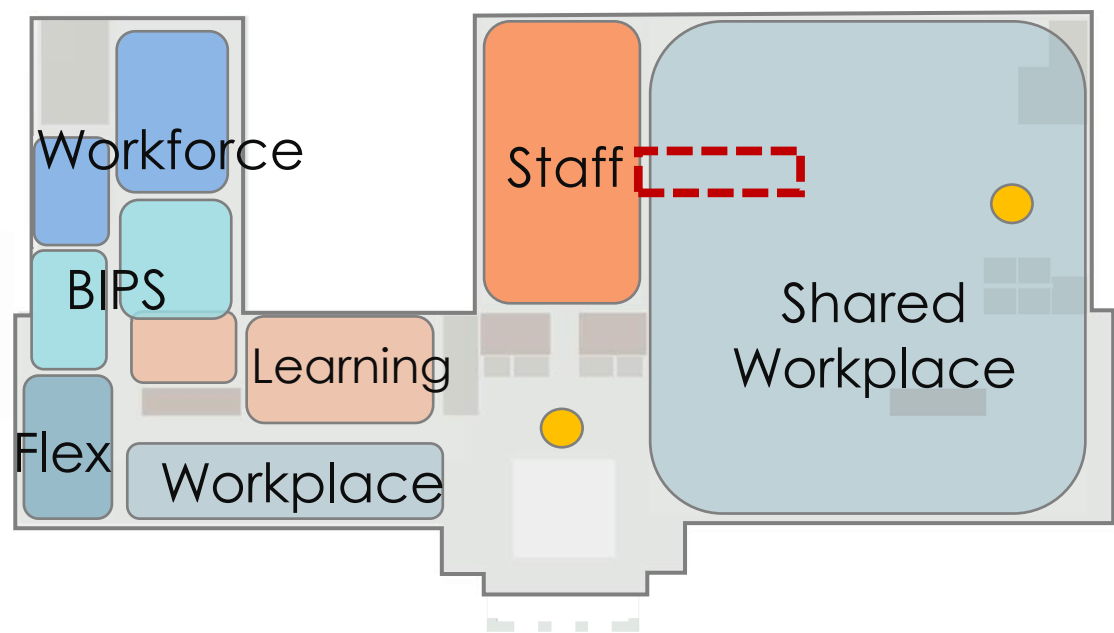 Workforce
Staff
BIPS
Shared
Workplace
Learning
Flex
Workplace